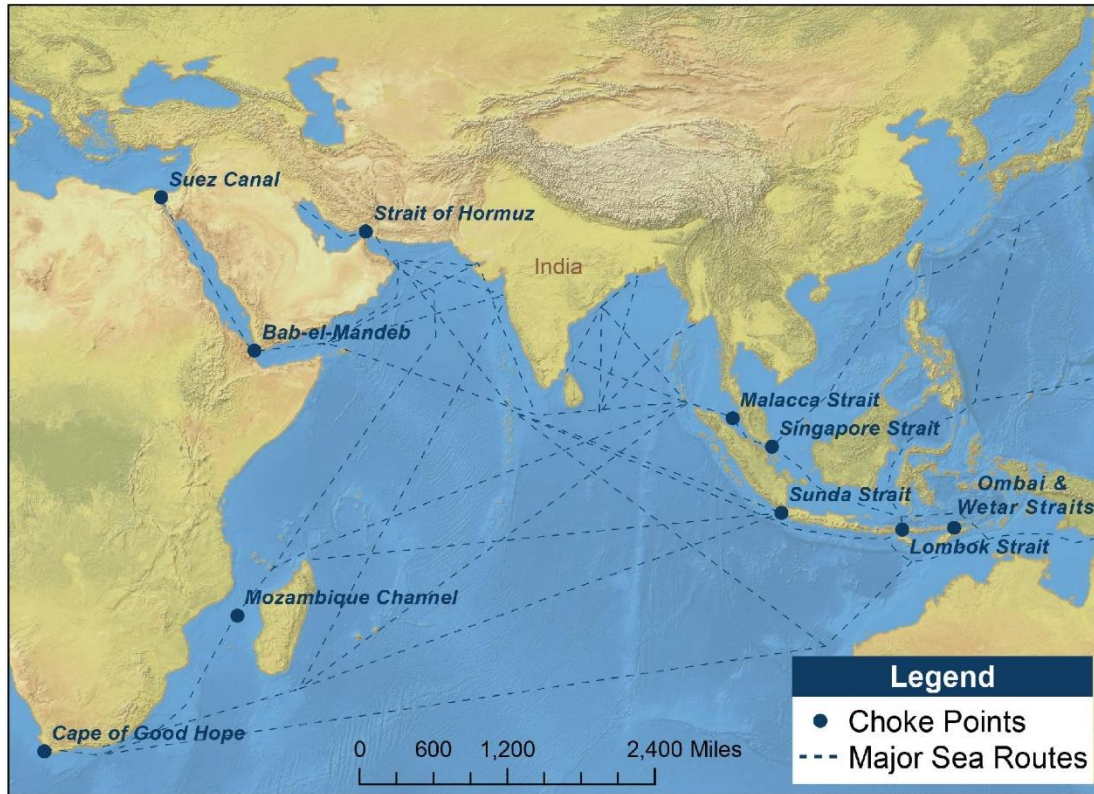 Suez Canal
Strait of Hormuz
India
Bab-el-Mandeb
Malacca Strait
Singapore Strait
Sunda Strait
Ombai &
Wetar Straits
Lombok Strait
Mozambique Channel
Cape of Good Hope
0 600 1,200 2,400 Miles
Legend
Choke Points
Major Sea Routes